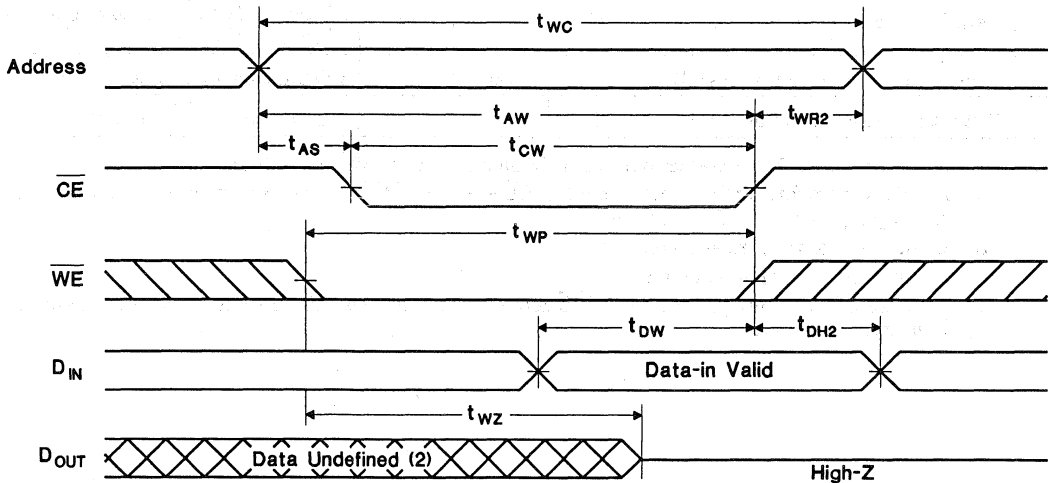 tWC
Address
tAW
tWR2
tAS
tCW
CE
tWP
WE
tDW
tDH2
DIN
Data-in Valid
tWZ
DOUT
Data Undefined (2)
High-Z